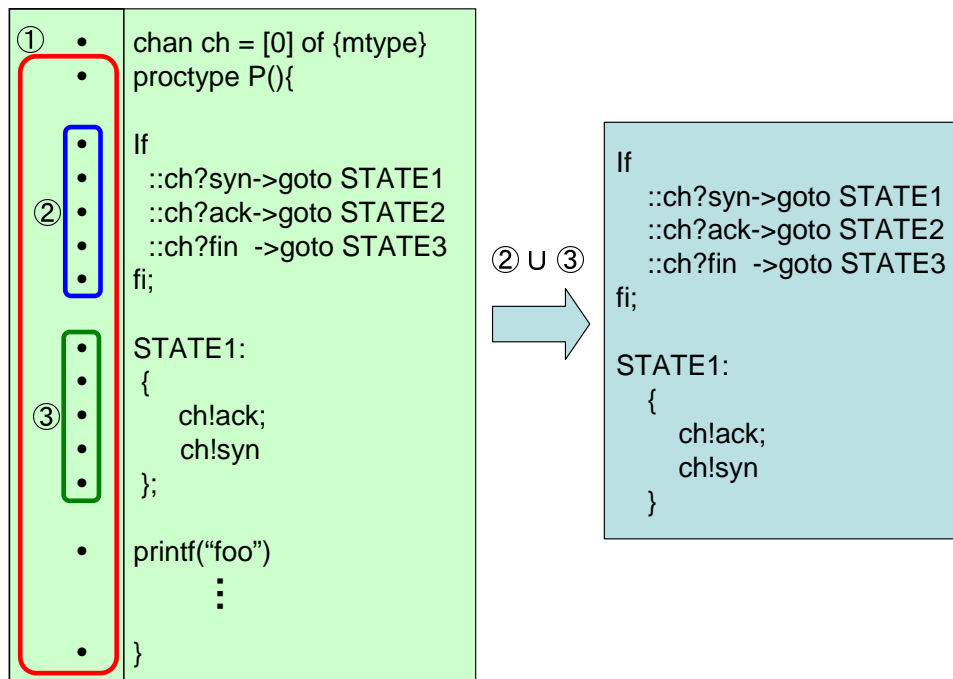 ① • chan ch = [0] of {mtype}
• proctype P(){
• If
• ::ch?syn->goto STATE1
② • ::ch?ack->goto STATE2
• ::ch?fin ->goto STATE3
• fi;
• STATE1:
• {
③ • ch!ack;
• ch!syn
• };
• printf(“foo”)
⋮
• }
② ∪ ③
If
::ch?syn->goto STATE1
::ch?ack->goto STATE2
::ch?fin ->goto STATE3
fi;
STATE1:
{
ch!ack;
ch!syn
}